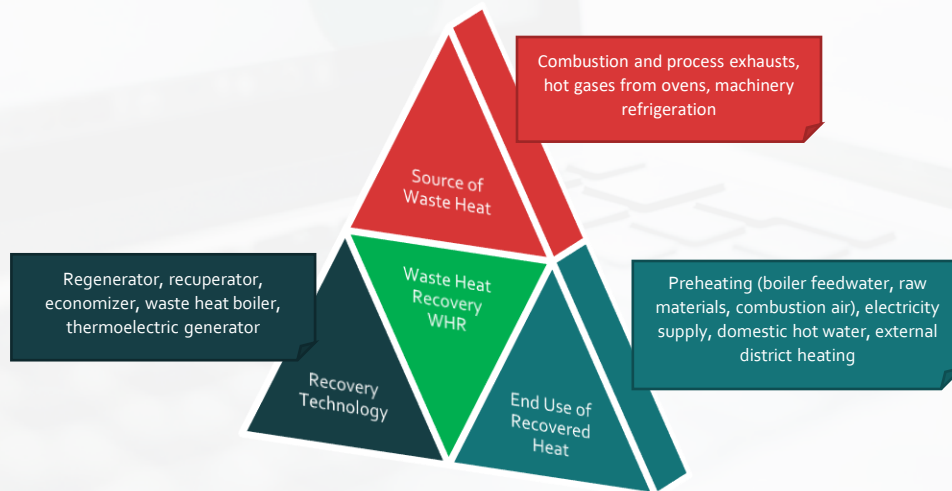 Combustion and process exhausts,
hot gases from ovens, machinery
refrigeration
Source of
Waste Heat
Regenerator, recuperator,
economizer, waste heat boiler,
thermoelectric generator
Waste Heat
Recovery
WHR
Preheating (boiler feedwater, raw
materials, combustion air), electricity
supply, domestic hot water, external
district heating
Recovery
Technology
End Use of
Recovered
Heat